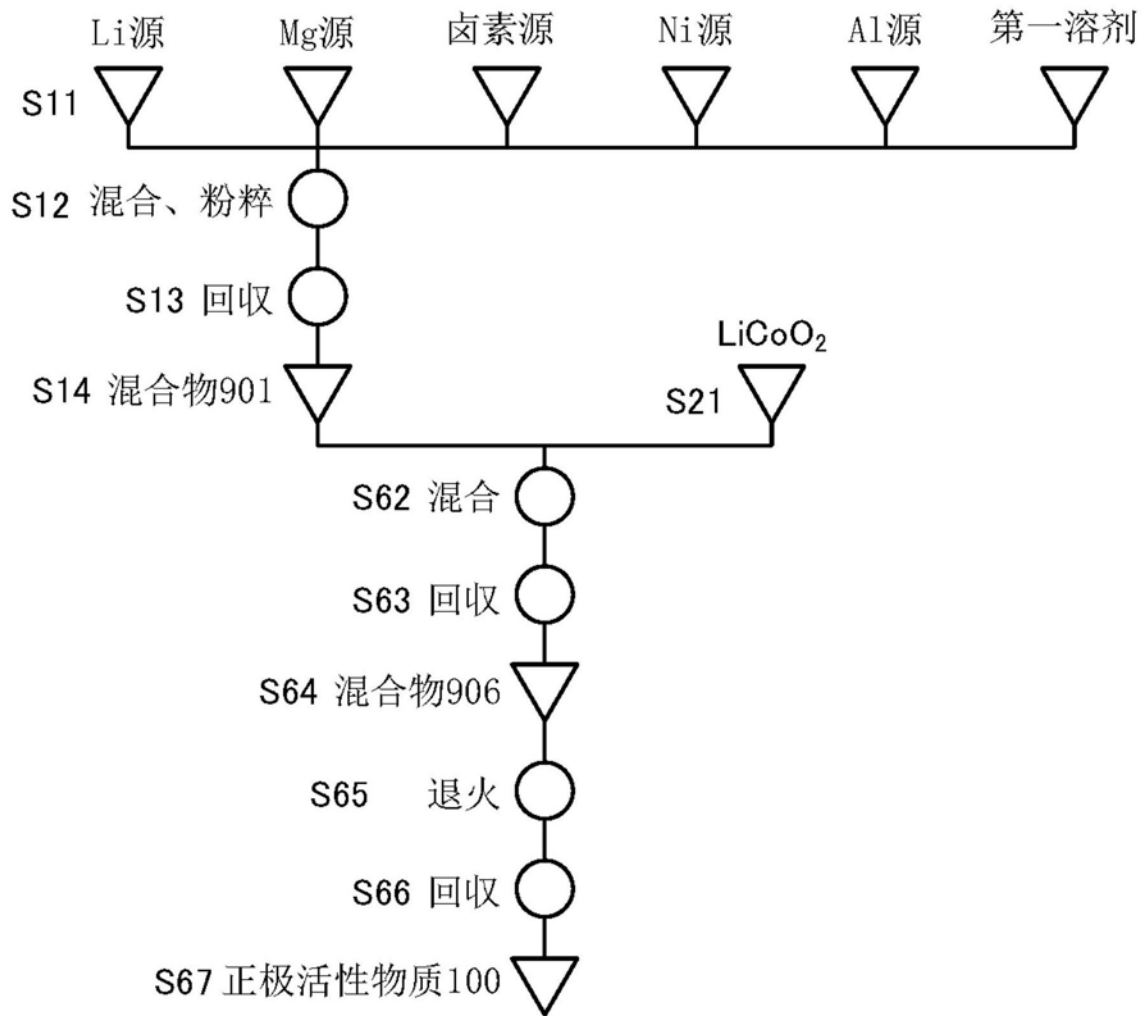 Li源 Mg源 卤素源 Ni源 Al源 第一溶剂
S11
S12 混合、粉粹
S13 回收
LiCoO₂
S14 混合物901
S21
S62 混合
S63 回收
S64 混合物906
S65 退火
S66 回收
S67 正极活性物质100